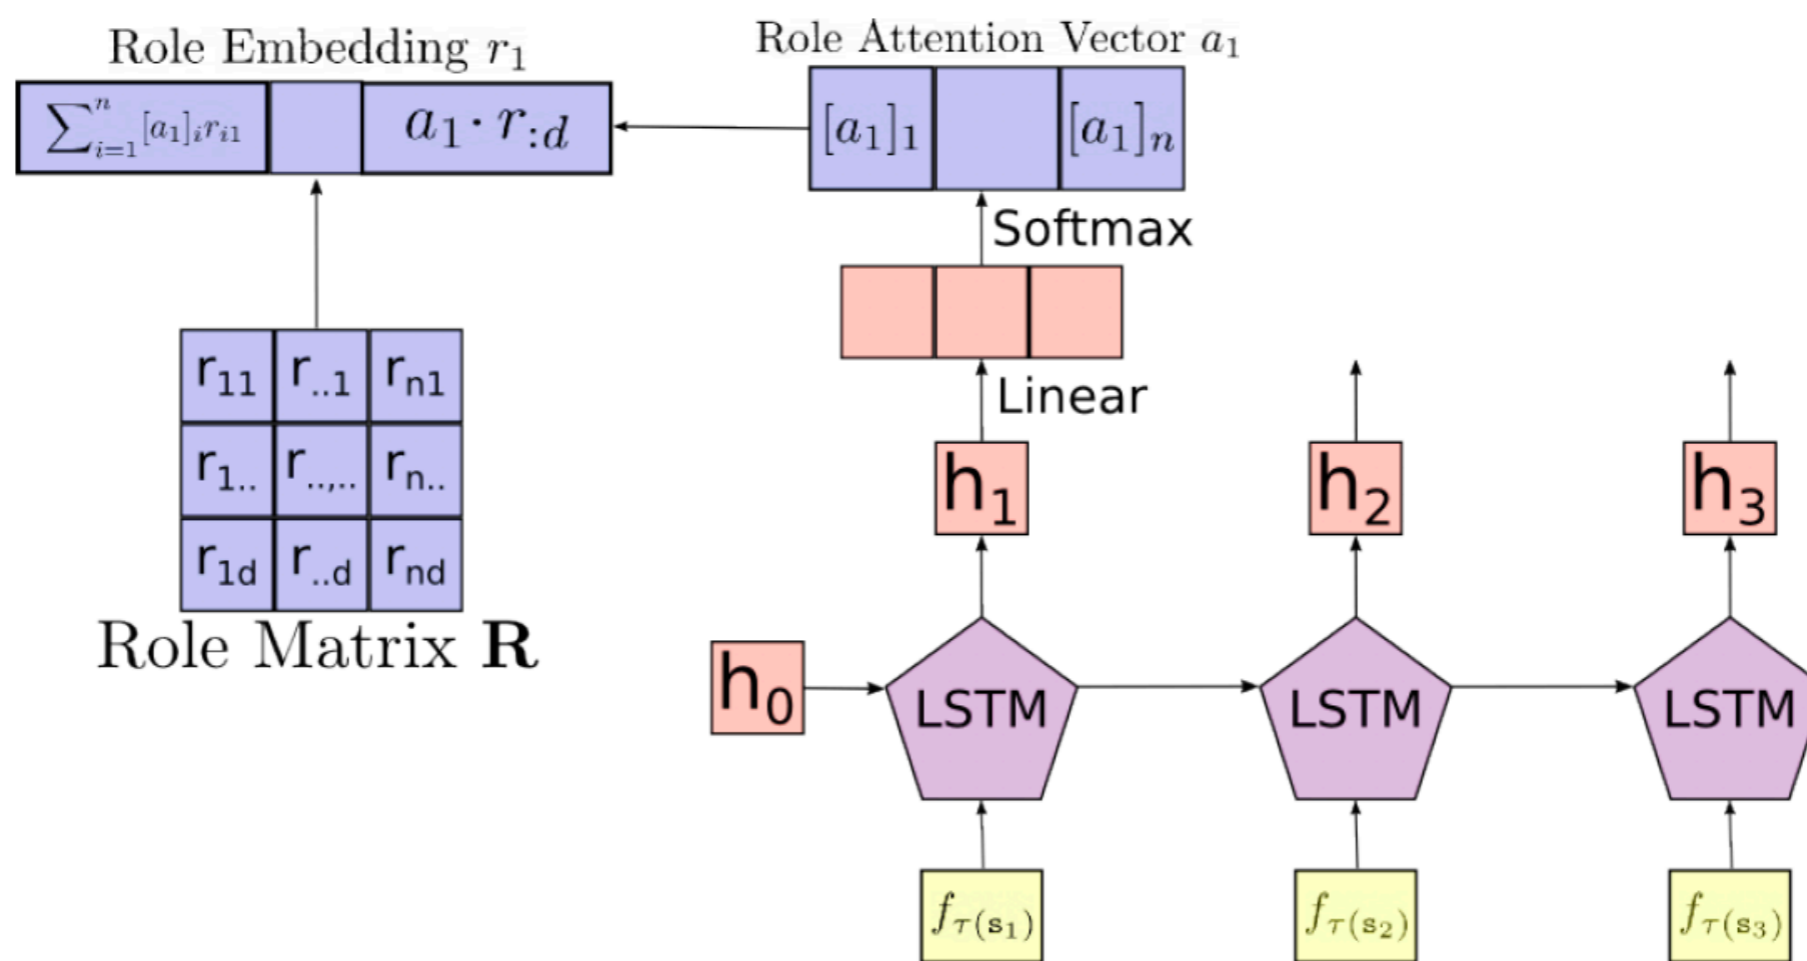 Role Embedding r₁
Role Attention Vector a₁
∑ⁿᵢ₌₁[a₁]ᵢrᵢ₁
a₁ · r:d
[a₁]₁
[a₁]ₙ
Softmax
r₁₁ r..₁ rₙ₁
Linear
r₁.. r..,.. rₙ..
h₁ h₂ h₃
r₁d r..d rₙd
Role Matrix R
h₀
LSTM LSTM LSTM
f_τ(s₁) f_τ(s₂) f_τ(s₃)